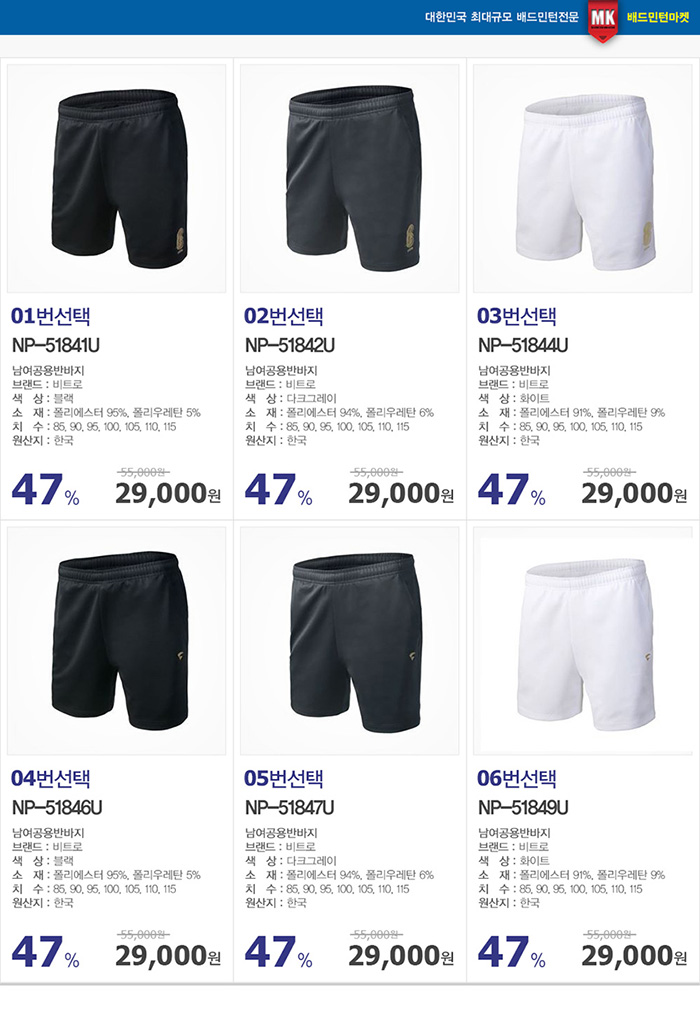 대한민국 최대규모 배드민턴전문 MK 배드민턴마켓
01번선택
NP-51841U
남여공용반바지
브랜드 : 비트로
색 상 : 블랙
소 재 : 폴리에스터 95%, 폴리우레탄 5%
치 수 : 85, 90, 95, 100, 105, 110, 115
원산지 : 한국
55,000원
47% 29,000원
02번선택
NP-51842U
남여공용반바지
브랜드 : 비트로
색 상 : 다크그레이
소 재 : 폴리에스터 94%, 폴리우레탄 6%
치 수 : 85, 90, 95, 100, 105, 110, 115
원산지 : 한국
55,000원
47% 29,000원
03번선택
NP-51844U
남여공용반바지
브랜드 : 비트로
색 상 : 화이트
소 재 : 폴리에스터 91%, 폴리우레탄 9%
치 수 : 85, 90, 95, 100, 105, 110, 115
원산지 : 한국
55,000원
47% 29,000원
04번선택
NP-51846U
남여공용반바지
브랜드 : 비트로
색 상 : 블랙
소 재 : 폴리에스터 95%, 폴리우레탄 5%
치 수 : 85, 90, 95, 100, 105, 110, 115
원산지 : 한국
55,000원
47% 29,000원
05번선택
NP-51847U
남여공용반바지
브랜드 : 비트로
색 상 : 다크그레이
소 재 : 폴리에스터 94%, 폴리우레탄 6%
치 수 : 85, 90, 95, 100, 105, 110, 115
원산지 : 한국
55,000원
47% 29,000원
06번선택
NP-51849U
남여공용반바지
브랜드 : 비트로
색 상 : 화이트
소 재 : 폴리에스터 91%, 폴리우레탄 9%
치 수 : 85, 90, 95, 100, 105, 110, 115
원산지 : 한국
55,000원
47% 29,000원